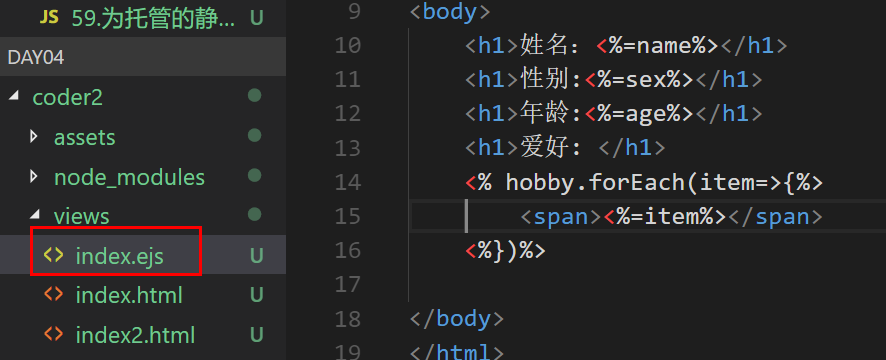 JS 59.为托管的静... U
DAY04
coder2
assets
node_modules
views
<> index.ejs U
<> index.html U
<> index2.html U
9 <body>
10 <h1>姓名: <%=name%></h1>
11 <h1>性别:<%=sex%></h1>
12 <h1>年龄:<%=age%></h1>
13 <h1>爱好: </h1>
14 <% hobby.forEach(item=>{%>
15 <span><%=item%></span>
16 <%})%>
17
18 </body>
19 </html>